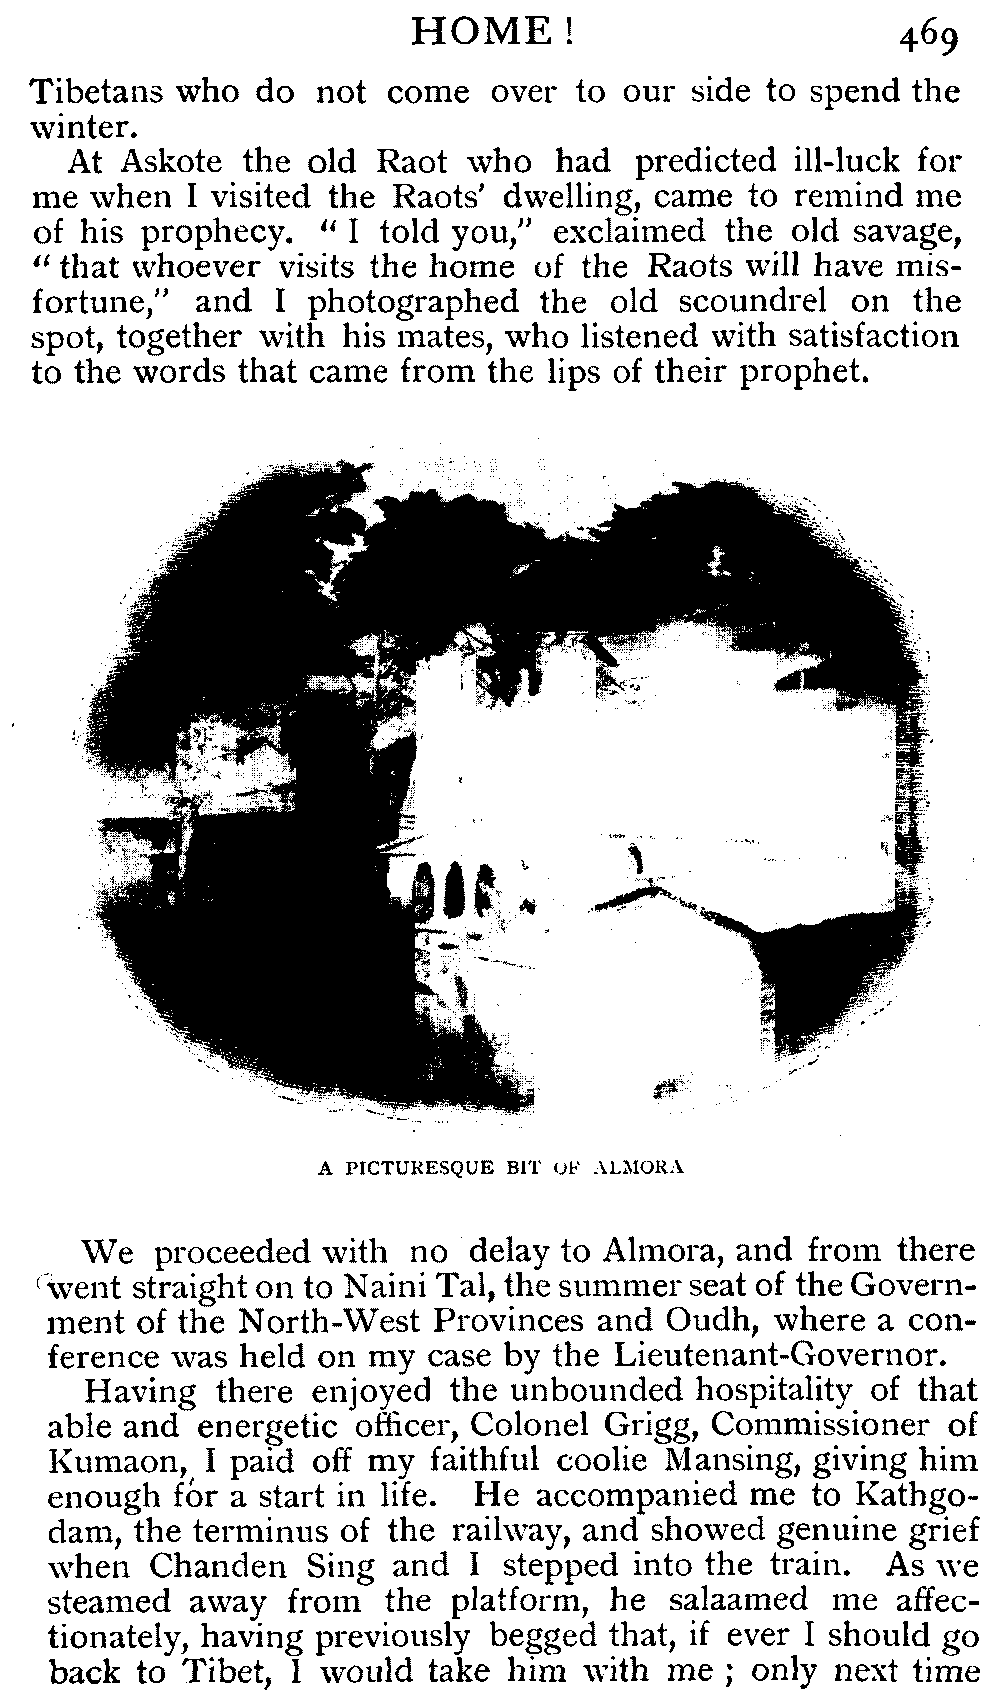 HOME! 469
Tibetans who do not come over to our side to spend the
winter.
At Askote the old Raot who had predicted ill-luck for
me when I visited the Raots' dwelling, came to remind me
of his prophecy. “I told you,” exclaimed the old savage,
“that whoever visits the home of the Raots will have mis-
fortune,” and I photographed the old scoundrel on the
spot, together with his mates, who listened with satisfaction
to the words that came from the lips of their prophet.
A PICTURESQUE BIT OF ALMORA
We proceeded with no delay to Almora, and from there
went straight on to Naini Tal, the summer seat of the Govern-
ment of the North-West Provinces and Oudh, where a con-
ference was held on my case by the Lieutenant-Governor.
Having there enjoyed the unbounded hospitality of that
able and energetic officer, Colonel Grigg, Commissioner of
Kumaon, I paid off my faithful coolie Mansing, giving him
enough for a start in life. He accompanied me to Kathgo-
dam, the terminus of the railway, and showed genuine grief
when Chanden Sing and I stepped into the train. As we
steamed away from the platform, he salaamed me affec-
tionately, having previously begged that, if ever I should go
back to Tibet, I would take him with me; only next time